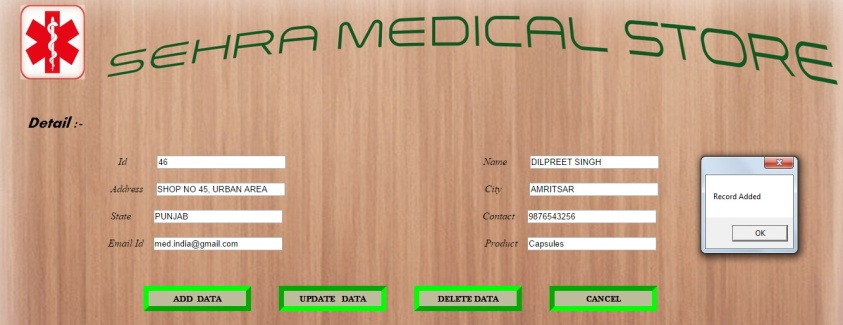 SEHRA MEDICAL STORE
Detail :-
Id 46 Name DILPREET SINGH
Address SHOP NO 45, URBAN AREA City AMRITSAR
State PUNJAB Contact 9876543256
Email Id med.india@gmail.com Product Capsules
Record Added
OK
ADD DATA UPDATE DATA DELETE DATA CANCEL